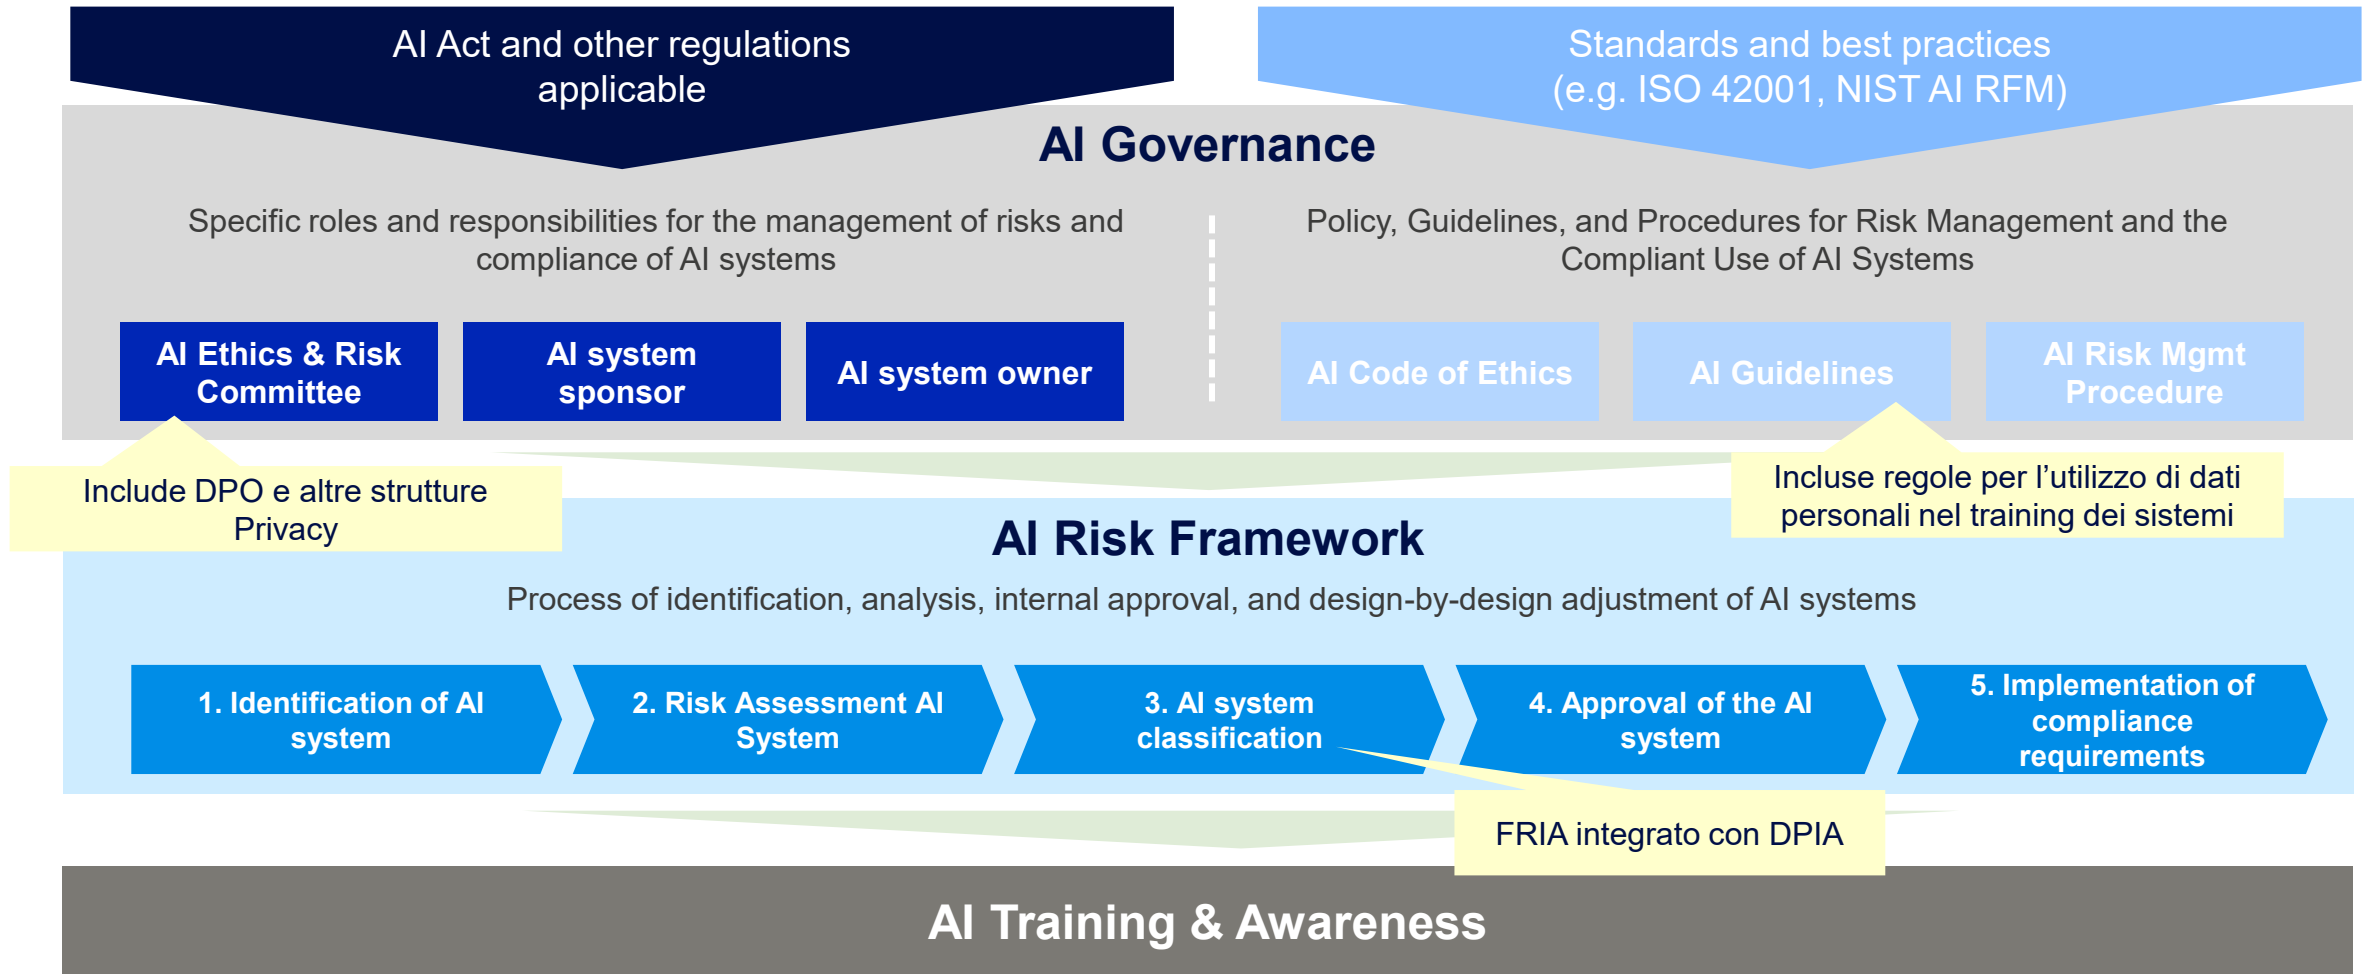 AI Act and other regulations
applicable
Standards and best practices
(e.g. ISO 42001, NIST AI RFM)
AI Governance
Specific roles and responsibilities for the management of risks and
compliance of AI systems
Policy, Guidelines, and Procedures for Risk Management and the
Compliant Use of AI Systems
AI Ethics & Risk
Committee
AI system
sponsor
AI system owner
AI Code of Ethics
AI Guidelines
AI Risk Mgmt
Procedure
Include DPO e altre strutture
Privacy
Incluse regole per l’utilizzo di dati
personali nel training dei sistemi
AI Risk Framework
Process of identification, analysis, internal approval, and design-by-design adjustment of AI systems
1. Identification of AI
system
2. Risk Assessment AI
System
3. AI system
classification
4. Approval of the AI
system
5. Implementation of
compliance
requirements
FRIA integrato con DPIA
AI Training & Awareness